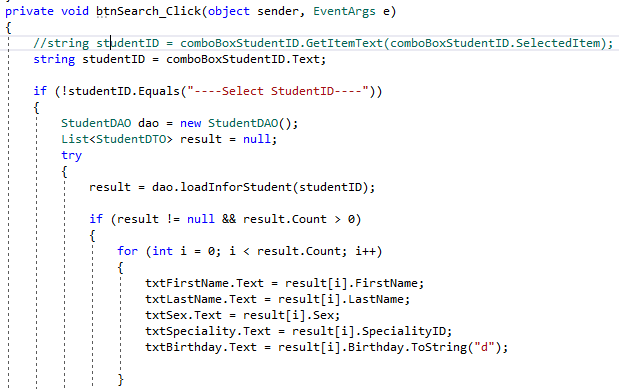 private void btnSearch_Click(object sender, EventArgs e)
{
//string studentID = comboBoxStudentID.GetItemText(comboBoxStudentID.SelectedItem);
string studentID = comboBoxStudentID.Text;
if (!studentID.Equals("----Select StudentID----"))
{
StudentDAO dao = new StudentDAO();
List<StudentDTO> result = null;
try
{
result = dao.loadInforStudent(studentID);
if (result != null && result.Count > 0)
{
for (int i = 0; i < result.Count; i++)
{
txtFirstName.Text = result[i].FirstName;
txtLastName.Text = result[i].LastName;
txtSex.Text = result[i].Sex;
txtSpeciality.Text = result[i].SpecialityID;
txtBirthday.Text = result[i].Birthday.ToString("d");
}